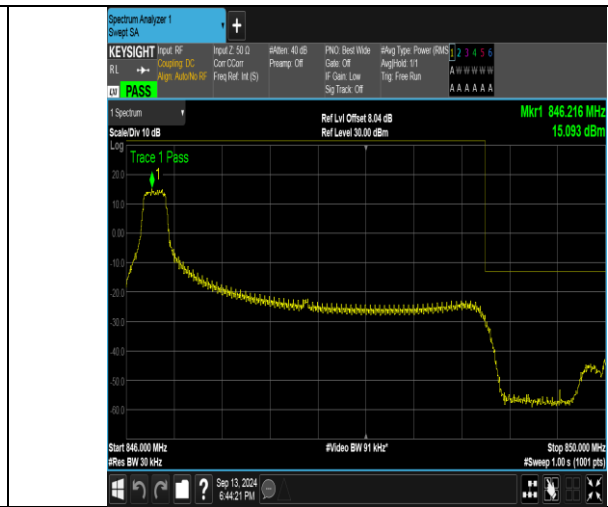 Spectrum Analyzer 1
Swept SA
+
KEYSIGHT Input: RF Input Z: 50 Ω #Atten: 40 dB PNO: Best Wide #Avg Type: Power (RMS 1 2 3 4 5 6
RL Coupling: DC Corr CCorr Preamp: Off Gate: Off Avg|Hold: 1/1 A W W W W W
Align: Auto/No RF Freq Ref: Int (S) IF Gain: Low Trig: Free Run
LXI PASS Sig Track: Off A A A A A A
1 Spectrum Ref Lvl Offset 8.04 dB Mkr1 846.216 MHz
Scale/Div 10 dB Ref Level 30.00 dBm 15.093 dBm
Log
Trace 1 Pass
1
20.0
10.0
0.00
-10.0
-20.0
-30.0
-40.0
-50.0
-60.0
Start 846.000 MHz #Video BW 91 kHz* Stop 850.000 MHz
#Res BW 30 kHz #Sweep 1.00 s (1001 pts)
? Sep 13, 2024
6:44:21 PM